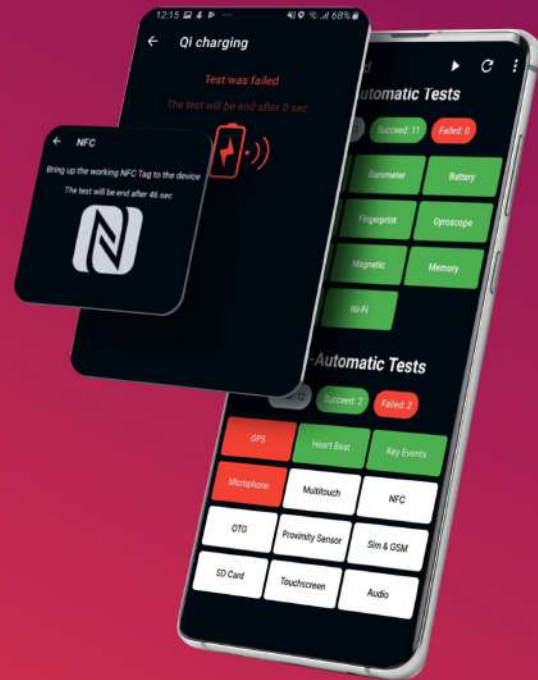 12:15 68%
← Qi charging
Test was failed
The test will be end after 0 sec
← NFC
Bring up the working NFC Tag to the device
The test will be end after 46 sec
utomatic Tests
Succeed: 11 Failed: 0
Barometer Battery
Fingerprint Gyroscope
Magnetic Memory
Wi-Fi
-Automatic Tests
Succeed: 2 Failed: 2
GPS Heart Beat Key Events
Microphone Multitouch NFC
OTG Proximity Sensor Sim & GSM
SD Card Touchscreen Audio